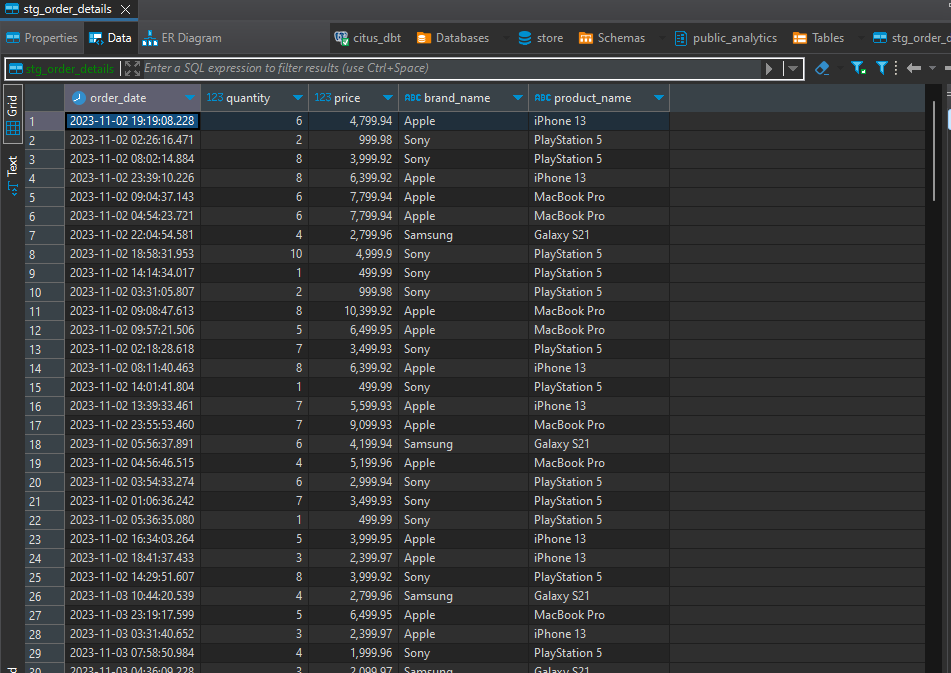 stg_order_details
Properties Data ER Diagram citus_dbt Databases store Schemas public_analytics Tables stg_order_c
stg_order_details Enter a SQL expression to filter results (use Ctrl+Space)
Grid
Text
order_date 123 quantity 123 price ABC brand_name ABC product_name
1 2023-11-02 19:19:08.228 6 4,799.94 Apple iPhone 13
2 2023-11-02 02:26:16.471 2 999.98 Sony PlayStation 5
3 2023-11-02 08:02:14.884 8 3,999.92 Sony PlayStation 5
4 2023-11-02 23:39:10.226 8 6,399.92 Apple iPhone 13
5 2023-11-02 09:04:37.143 6 7,799.94 Apple MacBook Pro
6 2023-11-02 04:54:23.721 6 7,799.94 Apple MacBook Pro
7 2023-11-02 22:04:54.581 4 2,799.96 Samsung Galaxy S21
8 2023-11-02 18:58:31.953 10 4,999.9 Sony PlayStation 5
9 2023-11-02 14:14:34.017 1 499.99 Sony PlayStation 5
10 2023-11-02 03:31:05.807 2 999.98 Sony PlayStation 5
11 2023-11-02 09:08:47.613 8 10,399.92 Apple MacBook Pro
12 2023-11-02 09:57:21.506 5 6,499.95 Apple MacBook Pro
13 2023-11-02 02:18:28.618 7 3,499.93 Sony PlayStation 5
14 2023-11-02 08:11:40.463 8 6,399.92 Apple iPhone 13
15 2023-11-02 14:01:41.804 1 499.99 Sony PlayStation 5
16 2023-11-02 13:39:33.461 7 5,599.93 Apple iPhone 13
17 2023-11-02 23:55:53.460 7 9,099.93 Apple MacBook Pro
18 2023-11-02 05:56:37.891 6 4,199.94 Samsung Galaxy S21
19 2023-11-02 04:56:46.515 4 5,199.96 Apple MacBook Pro
20 2023-11-02 03:54:33.274 6 2,999.94 Sony PlayStation 5
21 2023-11-02 01:06:36.242 7 3,499.93 Sony PlayStation 5
22 2023-11-02 05:36:35.080 1 499.99 Sony PlayStation 5
23 2023-11-02 16:34:03.264 5 3,999.95 Apple iPhone 13
24 2023-11-02 18:41:37.433 3 2,399.97 Apple iPhone 13
25 2023-11-02 14:29:51.607 8 3,999.92 Sony PlayStation 5
26 2023-11-03 10:44:20.539 4 2,799.96 Samsung Galaxy S21
27 2023-11-03 23:19:17.599 5 6,499.95 Apple MacBook Pro
28 2023-11-03 03:31:40.652 3 2,399.97 Apple iPhone 13
29 2023-11-03 07:58:50.984 4 1,999.96 Sony PlayStation 5
30 2023-11-03 04:36:09.228 3 2,099.97 Samsung Galaxy S21